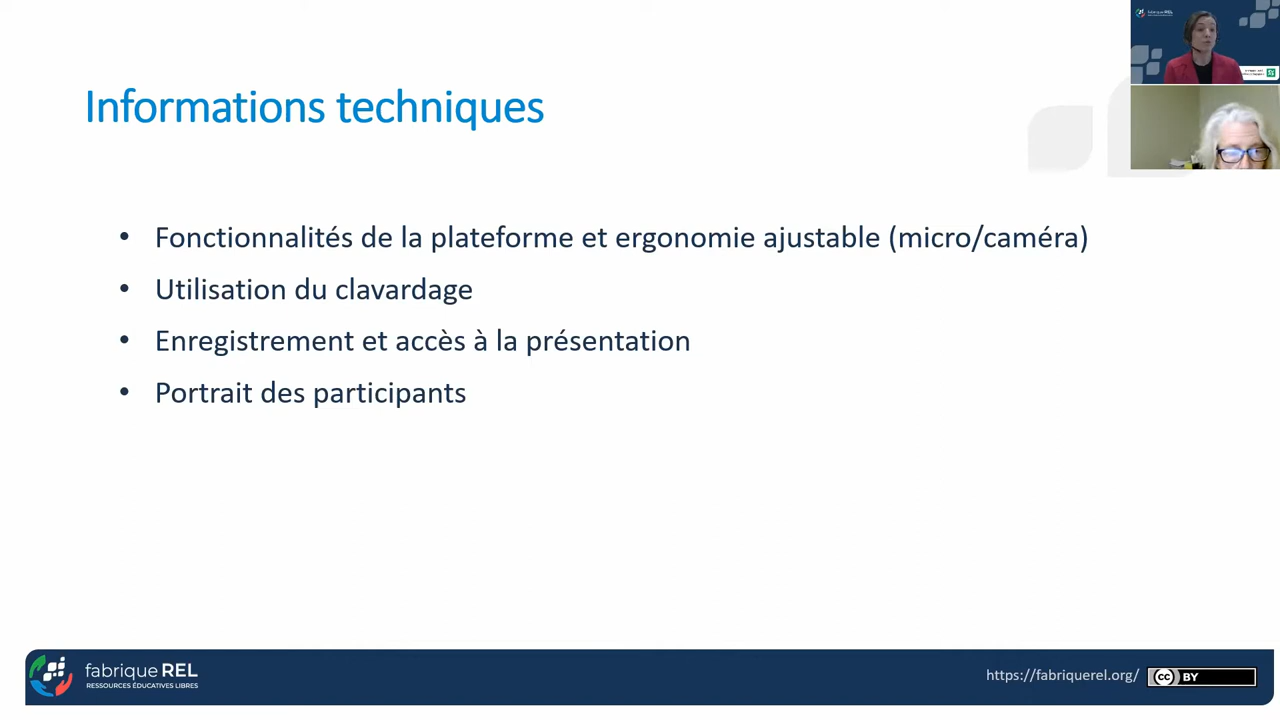 Informations techniques
• Fonctionnalités de la plateforme et ergonomie ajustable (micro/caméra)
• Utilisation du clavardage
• Enregistrement et accès à la présentation
• Portrait des participants
fabrique REL
RESSOURCES ÉDUCATIVES LIBRES
https://fabriquerel.org/
cc BY